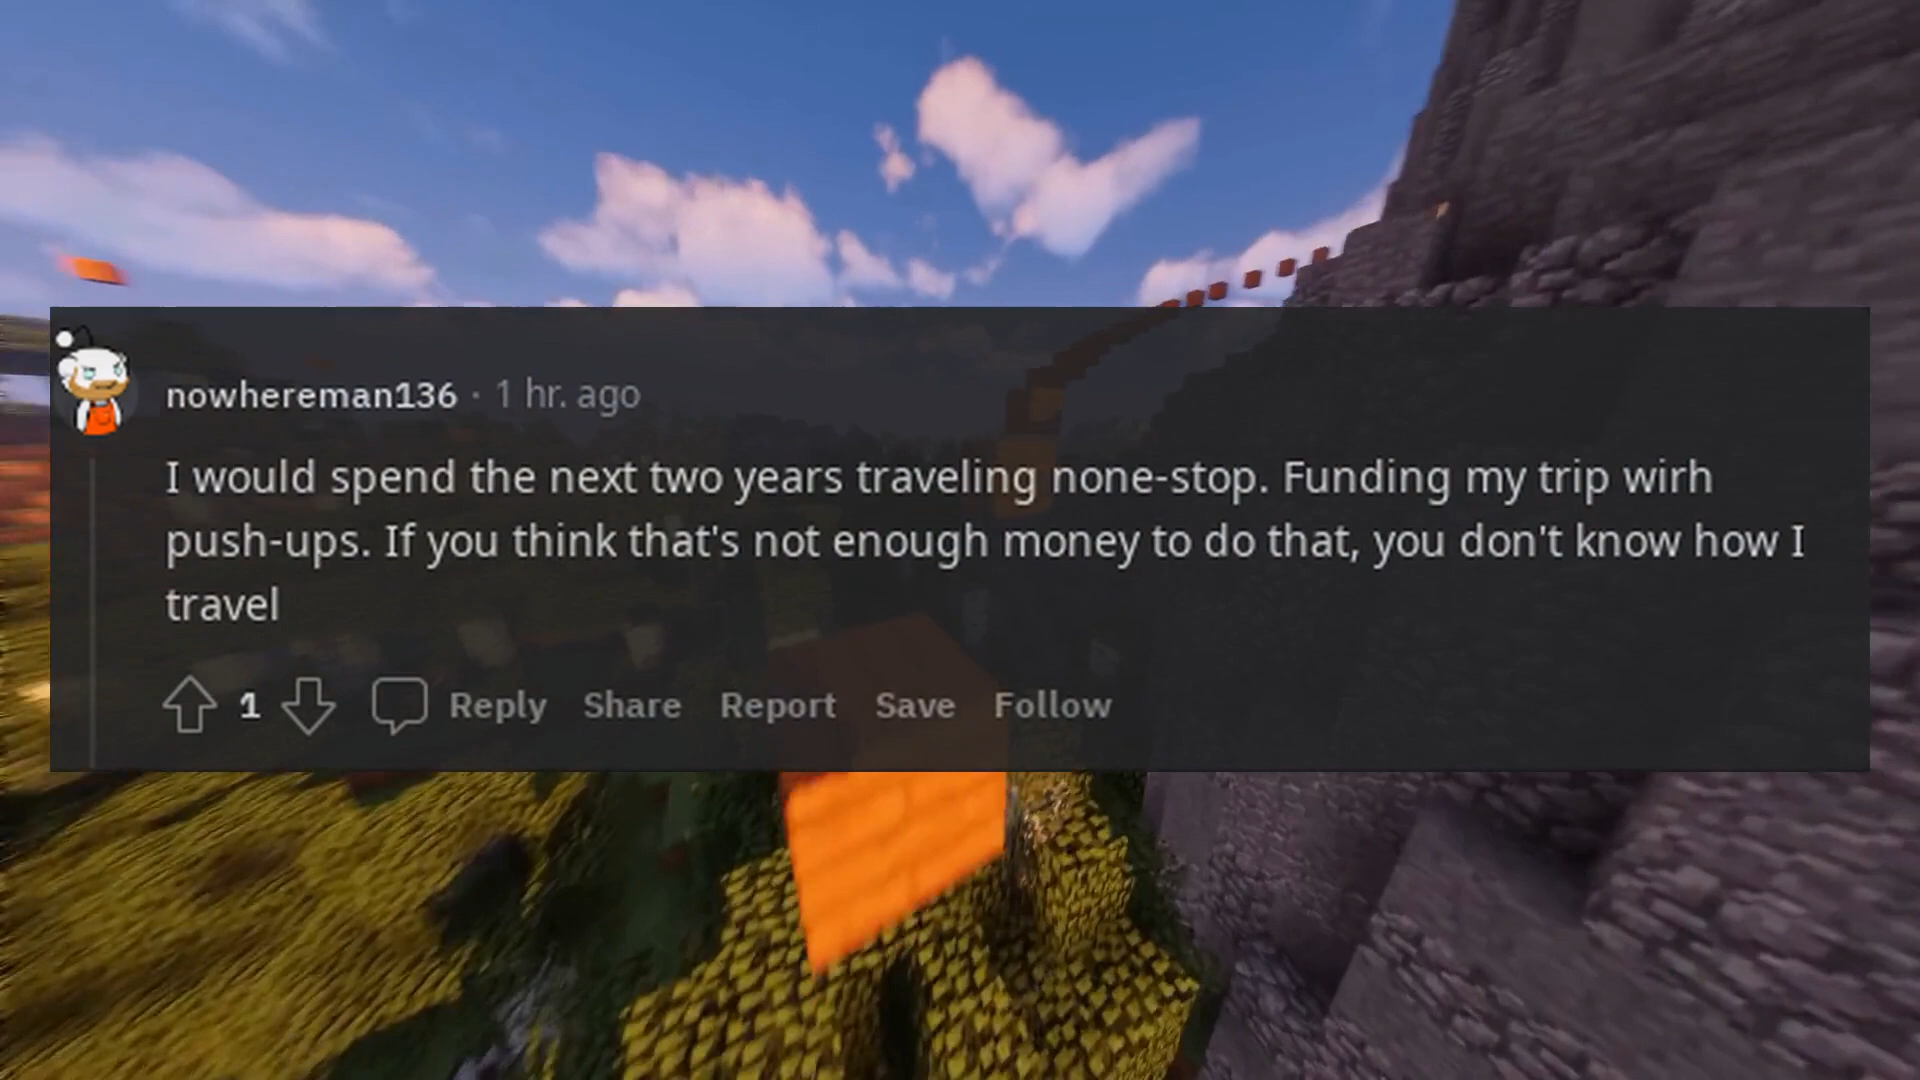 nowhereman136 · 1 hr. ago
I would spend the next two years traveling none-stop. Funding my trip wirh
push-ups. If you think that's not enough money to do that, you don't know how I
travel
1 Reply Share Report Save Follow